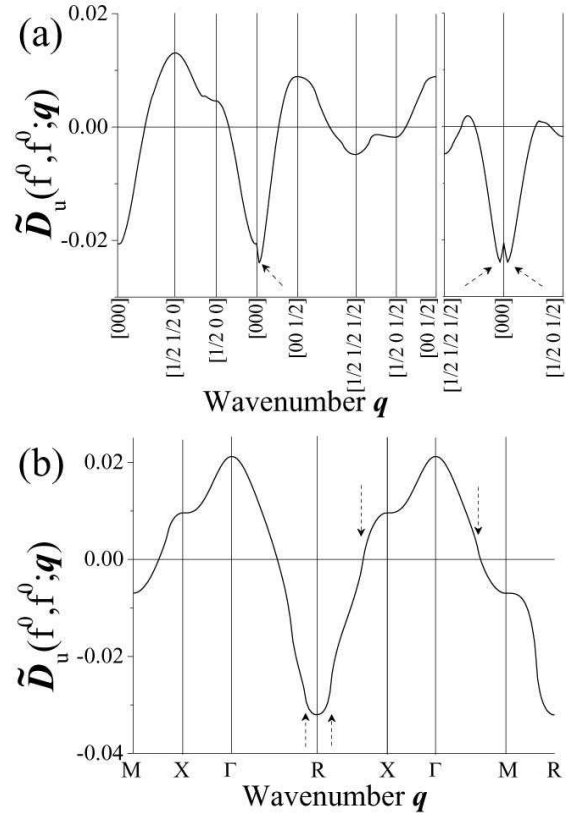 (a)
0.02
0.00
-0.02
D̃u(f⁰,f⁰;q)
[000]
[1/2 1/2 0]
[1/2 0 0]
[000]
[00 1/2]
[1/2 1/2 1/2]
[1/2 0 1/2]
[00 1/2]
[1/2 1/2 1/2]
[000]
[1/2 0 1/2]
Wavenumber q
(b)
0.02
0.00
-0.02
-0.04
D̃u(f⁰,f⁰;q)
M X Γ R X Γ M R
Wavenumber q